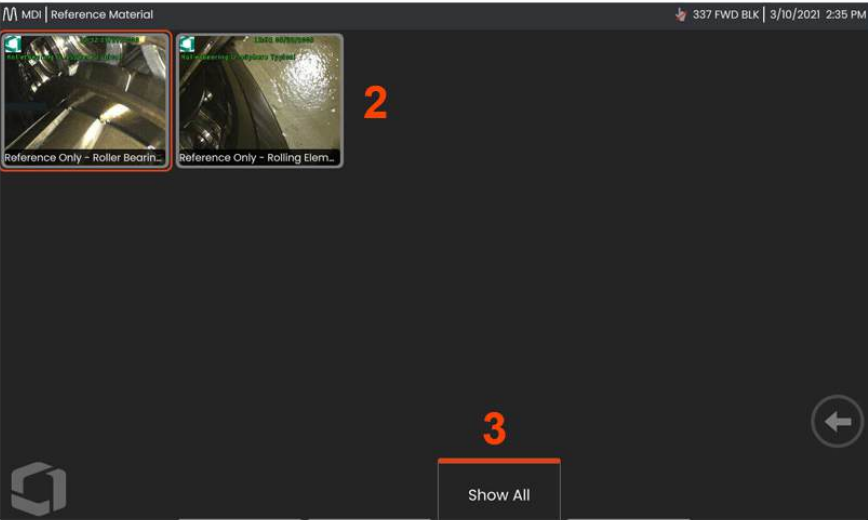 MDI | Reference Material
337 FWD BLK | 3/10/2021 2:35 PM
Reference Only - Roller Bearin...
Reference Only - Rolling Elem...
2
3
Show All